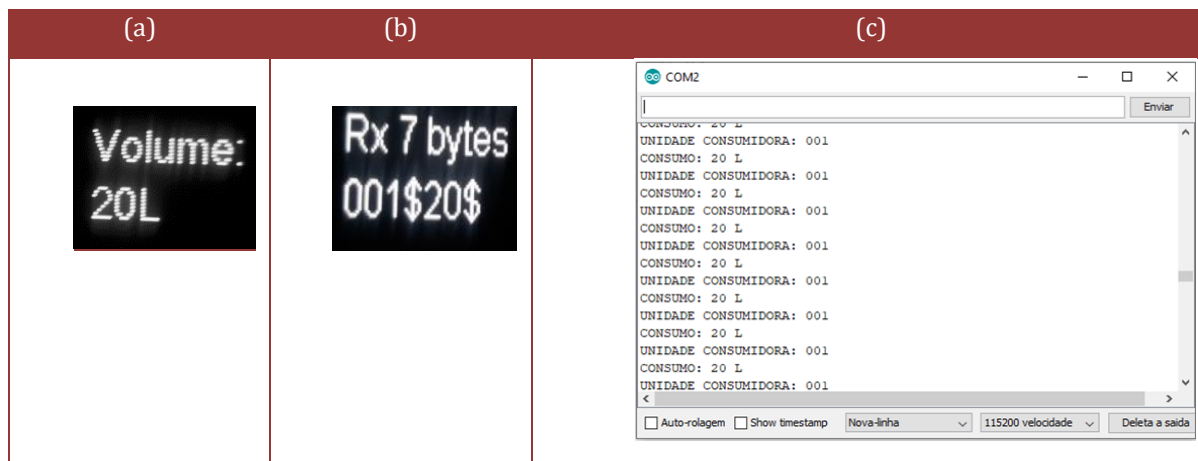 (a)
(b)
(c)
Volume:
20L
Rx 7 bytes
001$20$
COM2
Enviar
CONSUMO: 20 L
UNIDADE CONSUMIDORA: 001
CONSUMO: 20 L
UNIDADE CONSUMIDORA: 001
CONSUMO: 20 L
UNIDADE CONSUMIDORA: 001
CONSUMO: 20 L
UNIDADE CONSUMIDORA: 001
CONSUMO: 20 L
UNIDADE CONSUMIDORA: 001
CONSUMO: 20 L
UNIDADE CONSUMIDORA: 001
CONSUMO: 20 L
UNIDADE CONSUMIDORA: 001
CONSUMO: 20 L
UNIDADE CONSUMIDORA: 001
Auto-rolagem Show timestamp Nova-linha 115200 velocidade Deleta a saida